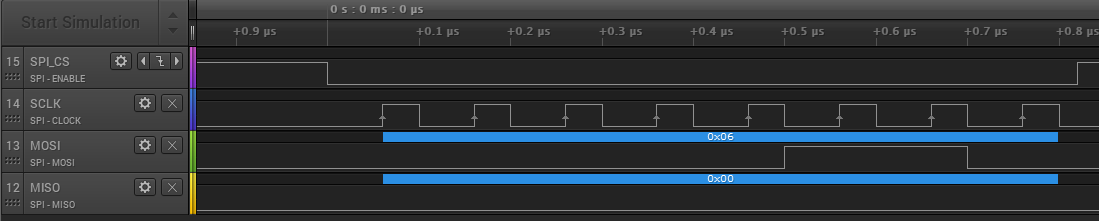 Start Simulation
0 s : 0 ms : 0 µs
+0.9 µs +0.1 µs +0.2 µs +0.3 µs +0.4 µs +0.5 µs +0.6 µs +0.7 µs +0.8 µs
15 SPI_CS
SPI - ENABLE
14 SCLK
SPI - CLOCK
0x06
13 MOSI
SPI - MOSI
0x00
12 MISO
SPI - MISO